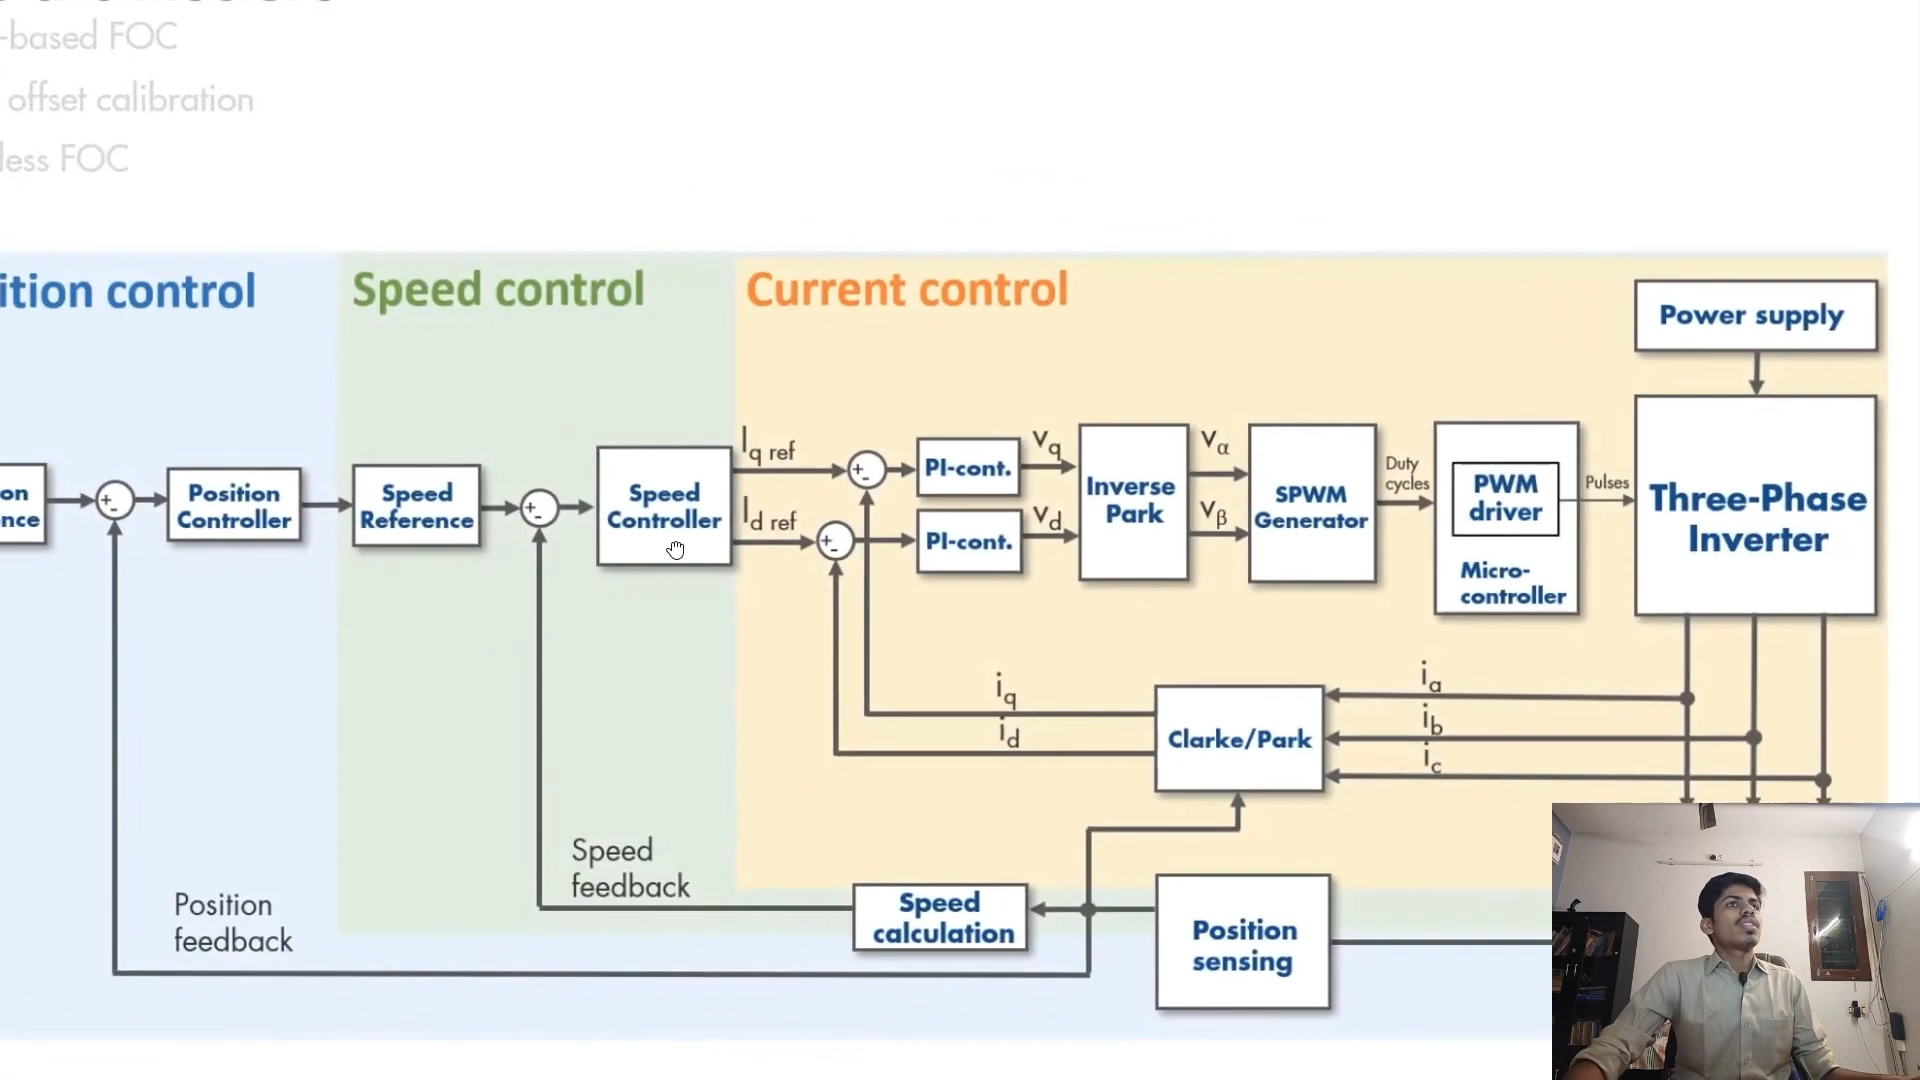 -based FOC
offset calibration
less FOC
ition control
Speed control
Current control
Power supply
on
nce
+
-
Position
Controller
Speed
Reference
+
-
Speed
Controller
Iq ref
Id ref
+
-
+
-
PI-cont.
PI-cont.
vq
vd
Inverse
Park
vα
vβ
SPWM
Generator
Duty
cycles
PWM
driver
Micro-
controller
Pulses
Three-Phase
Inverter
iq
id
Clarke/Park
ia
ib
ic
Speed
feedback
Speed
calculation
Position
sensing
Position
feedback